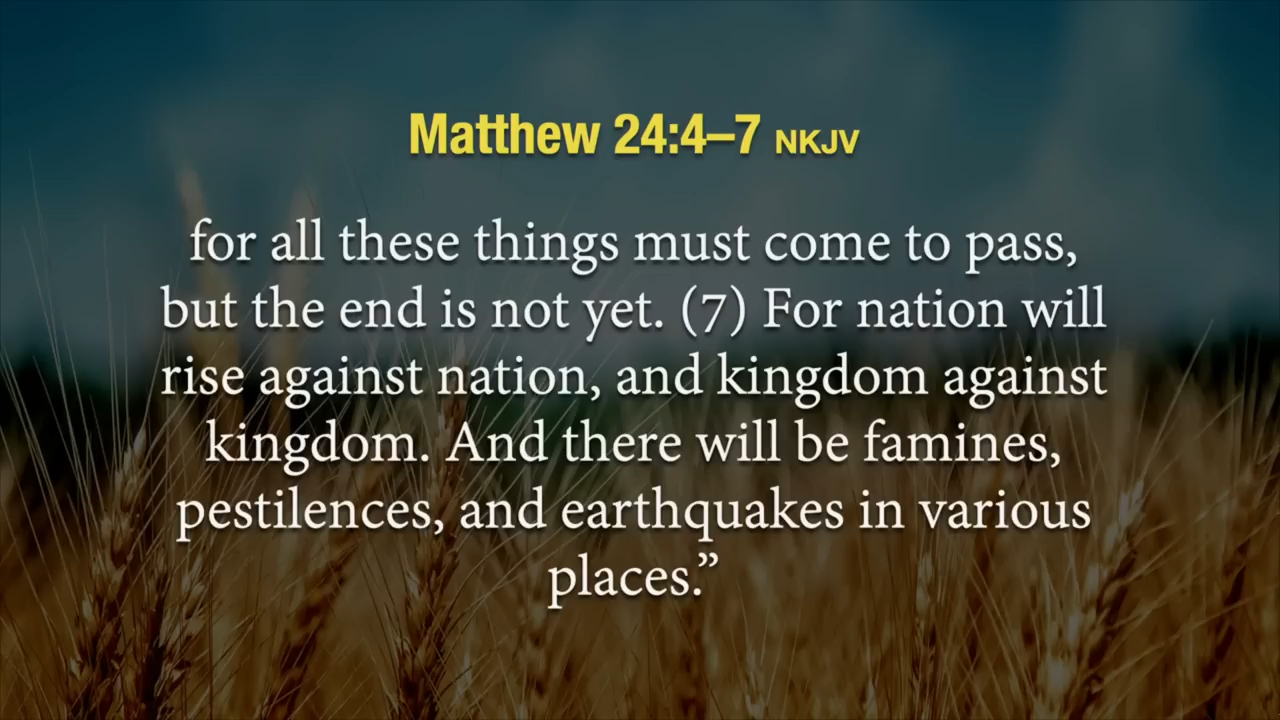 Matthew 24:4–7 NKJV
for all these things must come to pass,
but the end is not yet. (7) For nation will
rise against nation, and kingdom against
kingdom. And there will be famines,
pestilences, and earthquakes in various
places.”